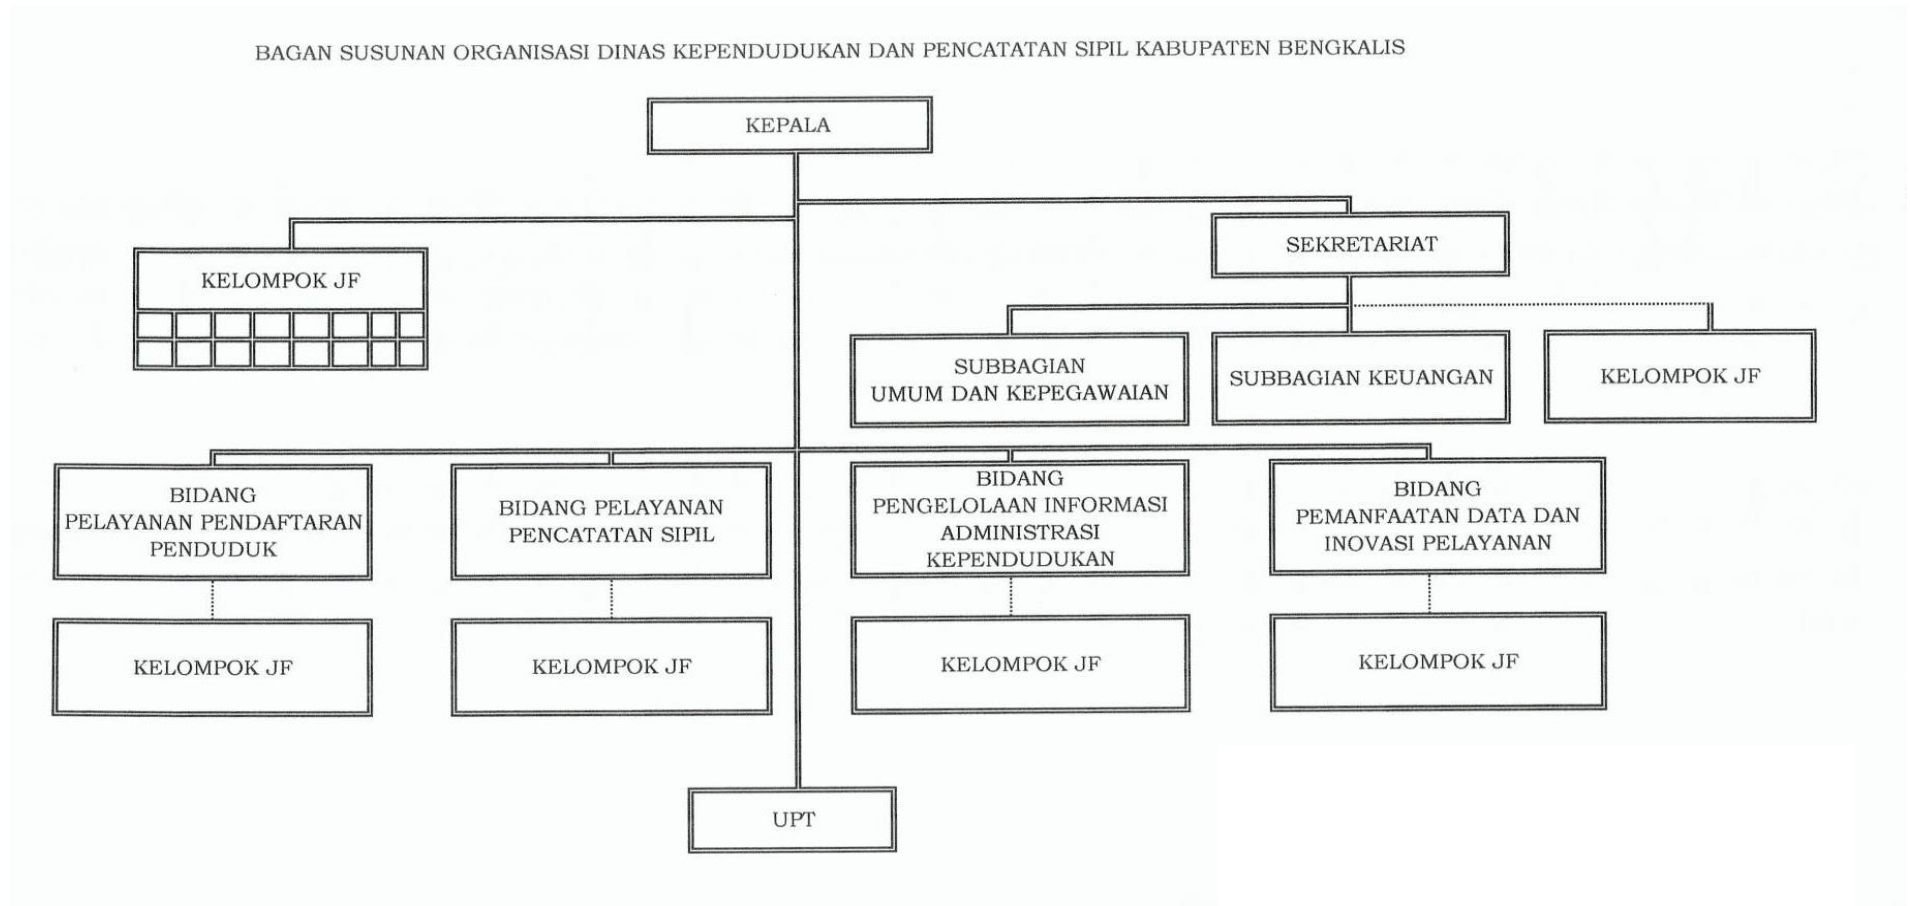 BAGAN SUSUNAN ORGANISASI DINAS KEPENDUDUKAN DAN PENCATATAN SIPIL KABUPATEN BENGKALIS
KEPALA
SEKRETARIAT
KELOMPOK JF
SUBBAGIAN
UMUM DAN KEPEGAWAIAN
SUBBAGIAN KEUANGAN
KELOMPOK JF
BIDANG
PELAYANAN PENDAFTARAN
PENDUDUK
BIDANG PELAYANAN
PENCATATAN SIPIL
BIDANG
PENGELOLAAN INFORMASI
ADMINISTRASI
KEPENDUDUKAN
BIDANG
PEMANFAATAN DATA DAN
INOVASI PELAYANAN
KELOMPOK JF
KELOMPOK JF
KELOMPOK JF
KELOMPOK JF
UPT